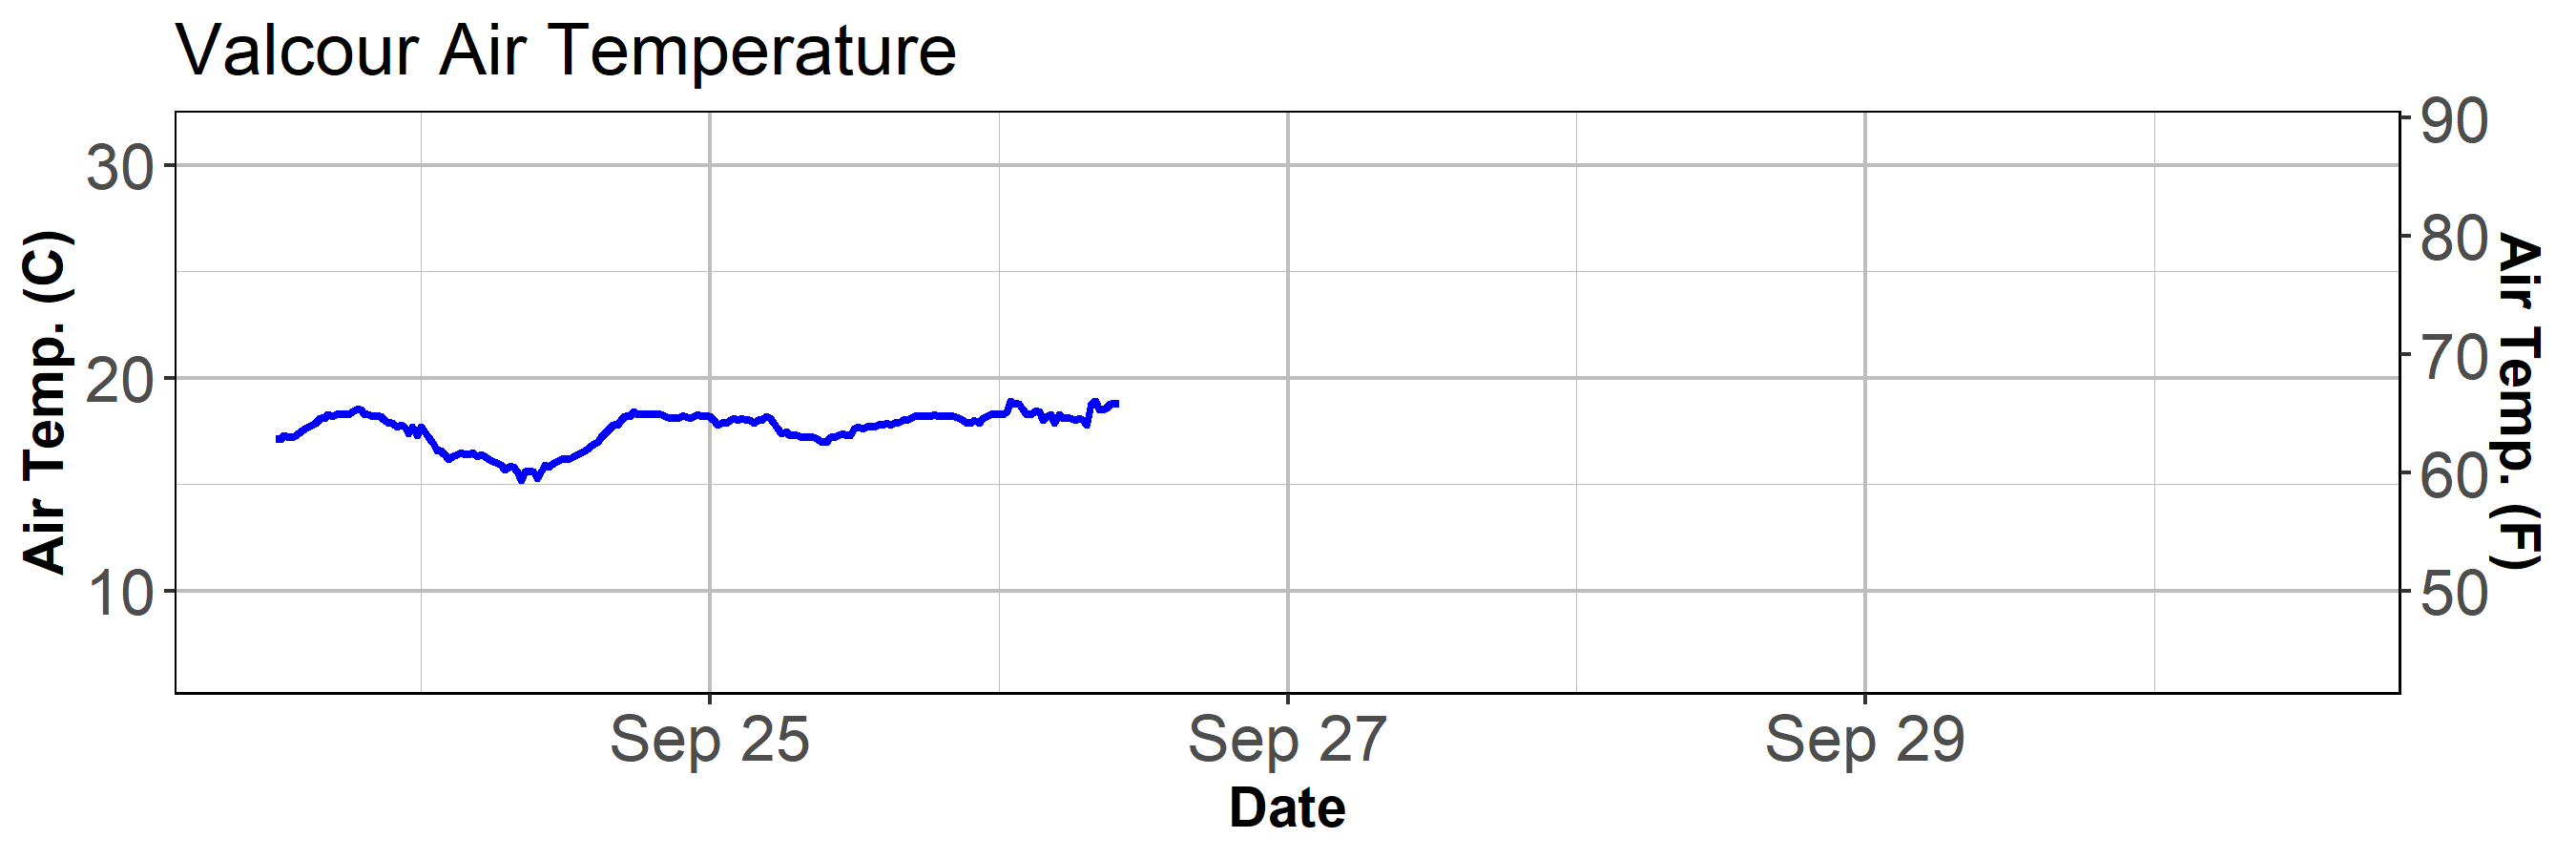 Valcour Air Temperature
Air Temp. (C)
30
20
10
90
80
70
60
50
Air Temp. (F)
Sep 25
Sep 27
Sep 29
Date